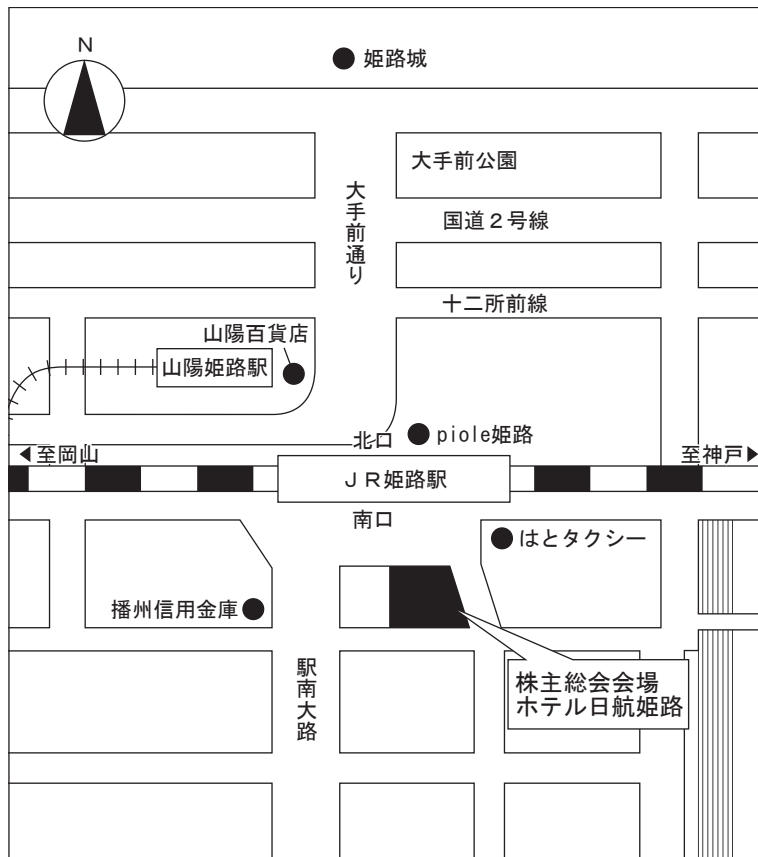 N
姫路城
大手前公園
大手前通り
国道２号線
十二所前線
山陽百貨店
山陽姫路駅
北口
piole姫路
至岡山
至神戸
ＪＲ姫路駅
南口
はとタクシー
播州信用金庫
駅南大路
株主総会会場
ホテル日航姫路